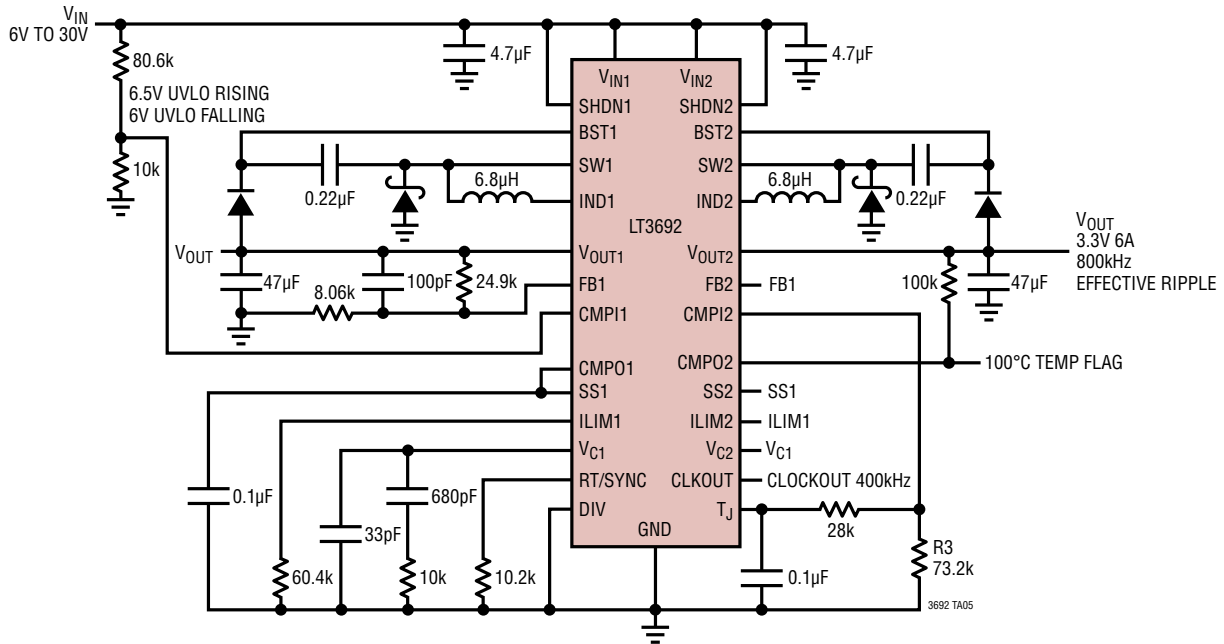 VIN
6V TO 30V
80.6k
6.5V UVLO RISING
6V UVLO FALLING
10k
4.7µF
4.7µF
VIN1
VIN2
SHDN1
SHDN2
BST1
BST2
SW1
SW2
0.22µF
6.8µH
6.8µH
0.22µF
IND1
IND2
LT3692
VOUT
VOUT1
VOUT2
VOUT
3.3V 6A
800kHz
EFFECTIVE RIPPLE
47µF
8.06k
100pF
24.9k
100k
47µF
FB1
FB2
FB1
CMPI1
CMPI2
CMPO1
CMPO2
100°C TEMP FLAG
SS1
SS2
SS1
ILIM1
ILIM2
ILIM1
VC1
VC2
VC1
RT/SYNC
CLKOUT
CLOCKOUT 400kHz
DIV
TJ
GND
0.1µF
33pF
680pF
28k
60.4k
10k
10.2k
0.1µF
R3
73.2k
3692 TA05